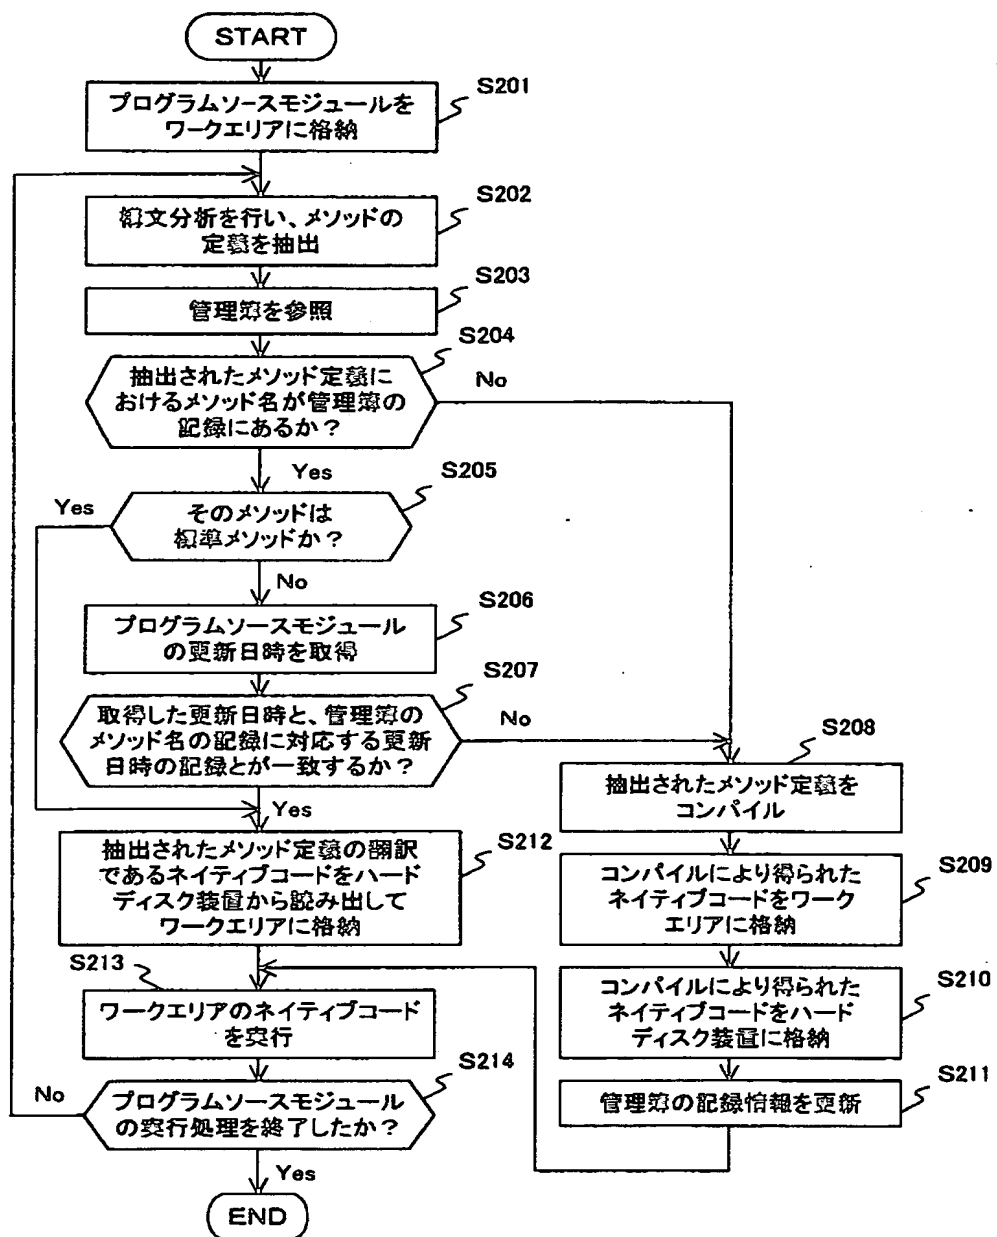 START
S201
プログラムソースモジュールを
ワークエリアに格納
S202
構文分析を行い、メソッドの
定義を抽出
S203
管理簿を参照
S204
抽出されたメソッド定義に
おけるメソッド名が管理簿の
記録にあるか？
No
Yes
S205
Yes
そのメソッドは
標準メソッドか？
No
S206
プログラムソースモジュール
の更新日時を取得
S207
取得した更新日時と、管理簿の
メソッド名の記録に対応する更新
日時の記録とが一致するか？
No
Yes
S208
抽出されたメソッド定義を
コンパイル
S212
抽出されたメソッド定義の翻訳
であるネイティブコードをハード
ディスク装置から読み出して
ワークエリアに格納
S209
コンパイルにより得られた
ネイティブコードをワーク
エリアに格納
S213
ワークエリアのネイティブコード
を実行
S210
コンパイルにより得られた
ネイティブコードをハード
ディスク装置に格納
S214
No
プログラムソースモジュール
の実行処理を終了したか？
S211
管理簿の記録情報を更新
Yes
END